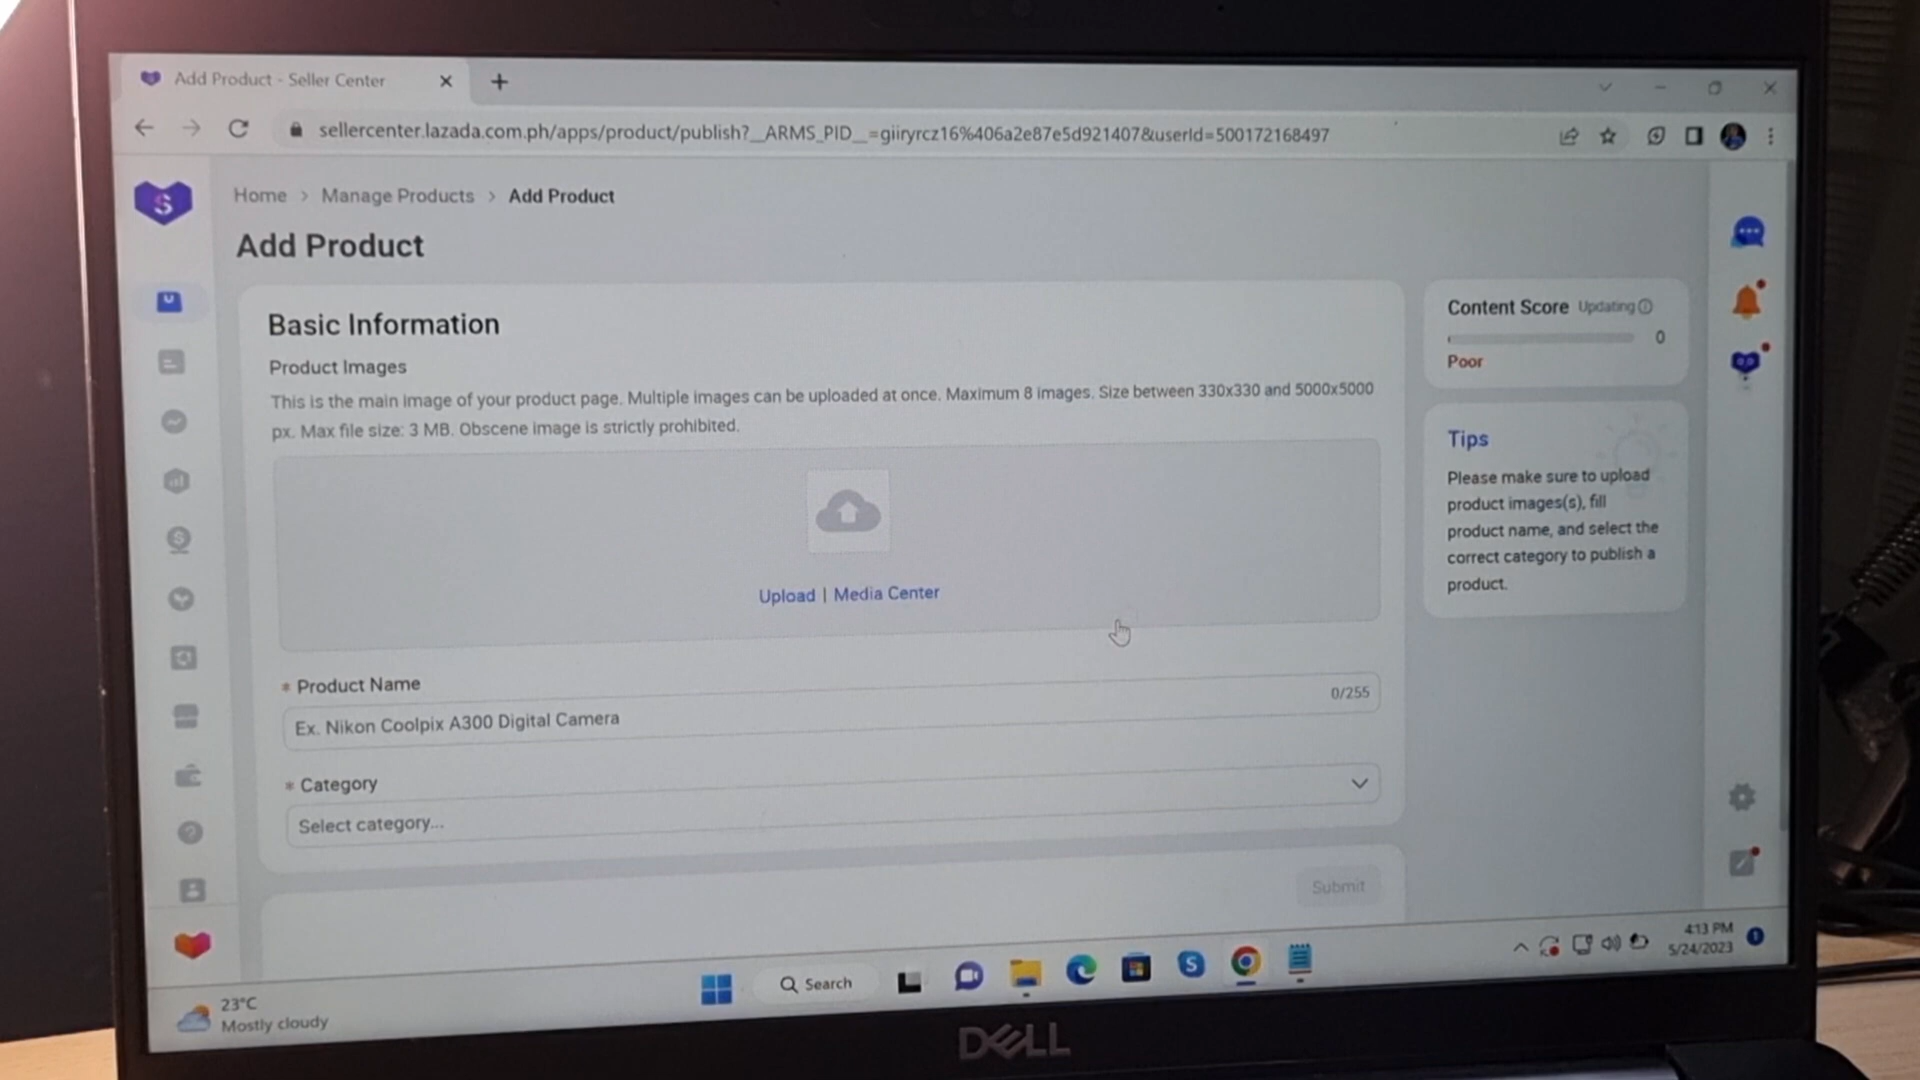 Add Product - Seller Center
sellercenter.lazada.com.ph/apps/product/publish?__ARMS_PID__=giiryrcz16%406a2e87e5d921407&userId=500172168497
Home > Manage Products > Add Product
Add Product
Basic Information
Product Images
This is the main image of your product page. Multiple images can be uploaded at once. Maximum 8 images. Size between 330x330 and 5000x5000
px. Max file size: 3 MB. Obscene image is strictly prohibited.
Upload | Media Center
* Product Name
0/255
Ex. Nikon Coolpix A300 Digital Camera
* Category
Select category...
Submit
Content Score Updating
0
Poor
Tips
Please make sure to upload
product images(s), fill
product name, and select the
correct category to publish a
product.
23°C
Mostly cloudy
Search
4:13 PM
5/24/2023
1
DELL